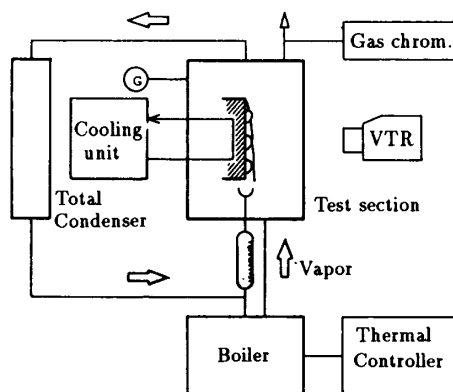 Gas chrom.
G
Cooling
unit
VTR
Total
Condenser
Test section
Vapor
Boiler
Thermal
Controller